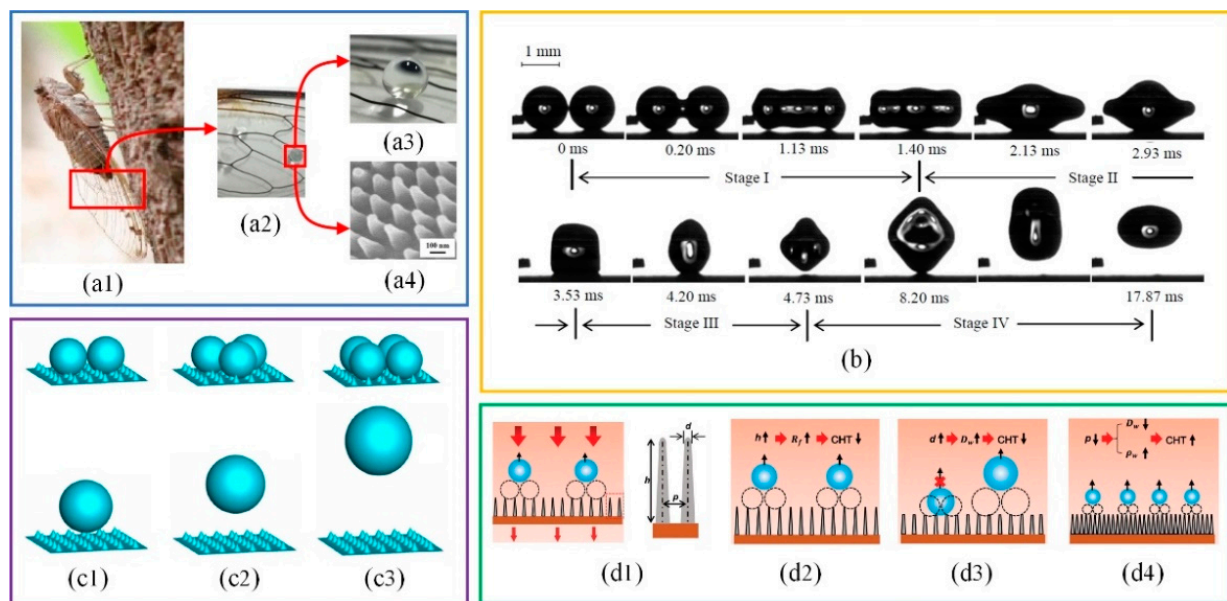 (a1)
(a2)
(a3)
100 nm
(a4)
1 mm
0 ms 0.20 ms 1.13 ms 1.40 ms 2.13 ms 2.93 ms
Stage I Stage II
3.53 ms 4.20 ms 4.73 ms 8.20 ms 17.87 ms
Stage III Stage IV
(b)
(c1) (c2) (c3)
d
h
p
(d1)
h↑ R_f↑ CHT↓
(d2)
d↑ D_w↑ CHT↓
(d3)
D_w↓
p↓ CHT↑
ρ_w↑
(d4)